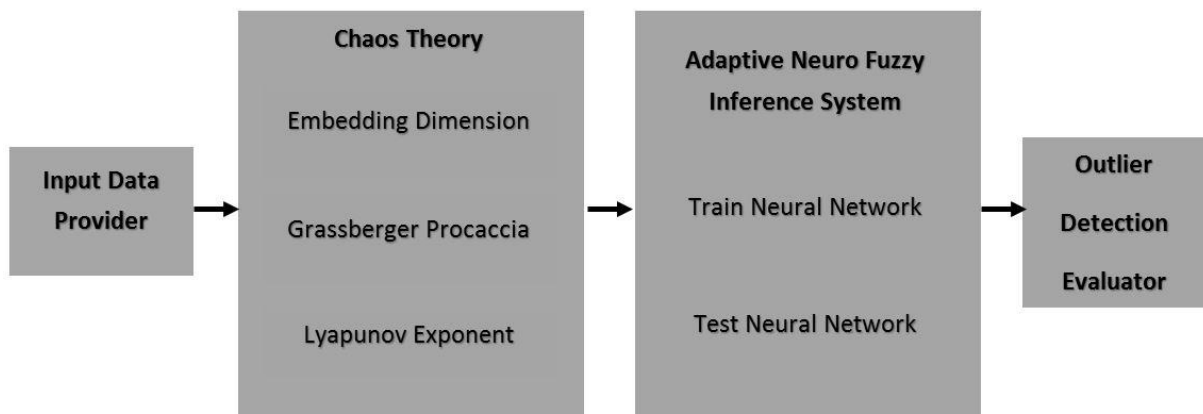 Input Data
Provider
Chaos Theory
Embedding Dimension
Grassberger Procaccia
Lyapunov Exponent
Adaptive Neuro Fuzzy
Inference System
Train Neural Network
Test Neural Network
Outlier
Detection
Evaluator